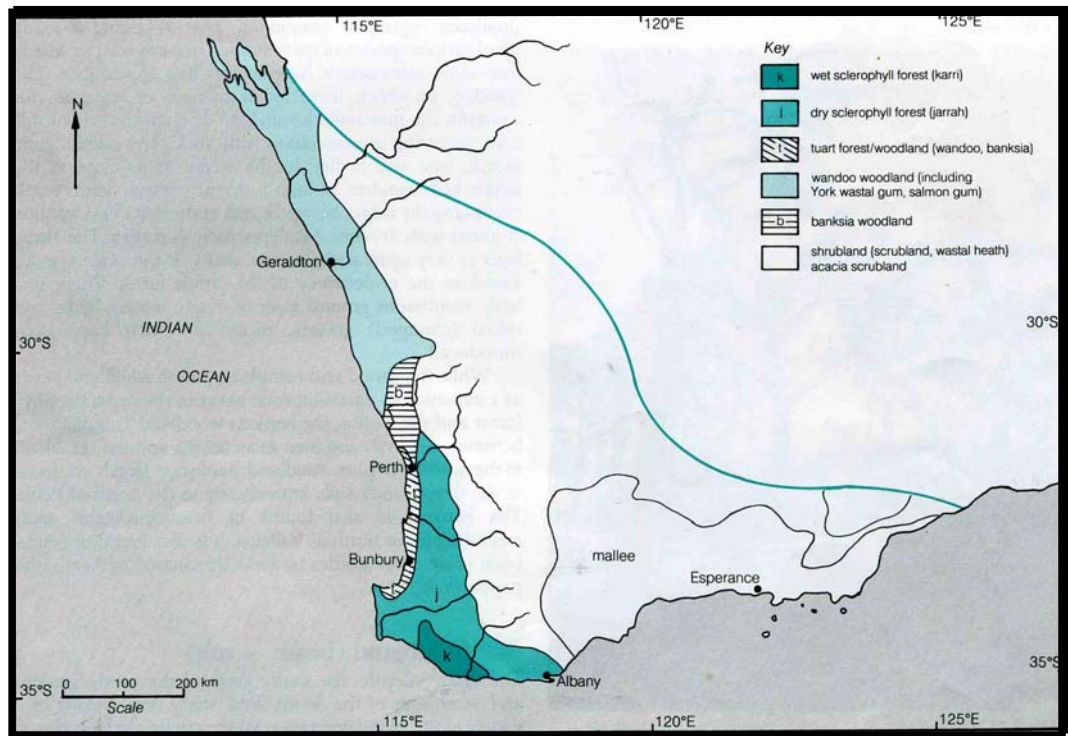 115°E
120°E
125°E
Key
k wet sclerophyll forest (karri)
j dry sclerophyll forest (jarrah)
t tuart forest/woodland (wandoo, banksia)
wandoo woodland (including
York wastal gum, salmon gum)
b banksia woodland
shrubland (scrubland, wastal heath)
acacia scrubland
N
Geraldton
INDIAN
OCEAN
30°S
30°S
b
Perth
t
Bunbury
t
j
k
mallee
Esperance
Albany
35°S
35°S
0 100 200 km
Scale
115°E
120°E
125°E